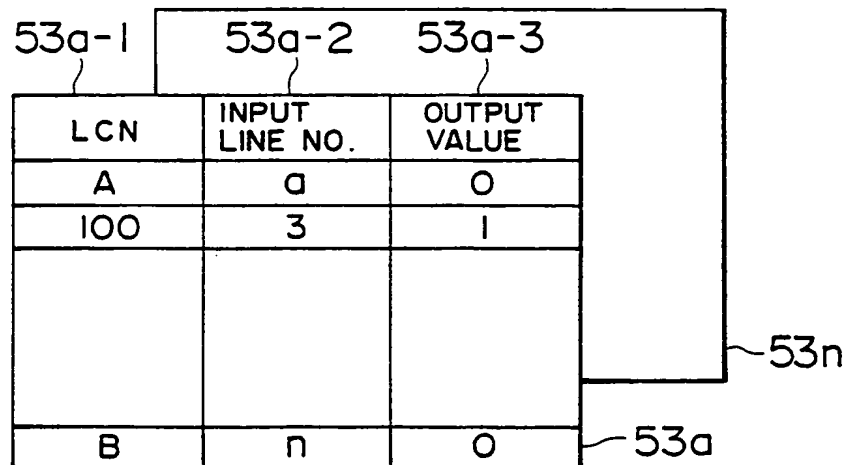 53a-1 53a-2 53a-3
LCN INPUT LINE NO. OUTPUT VALUE
A a 0
100 3 1
53n
B n 0 53a